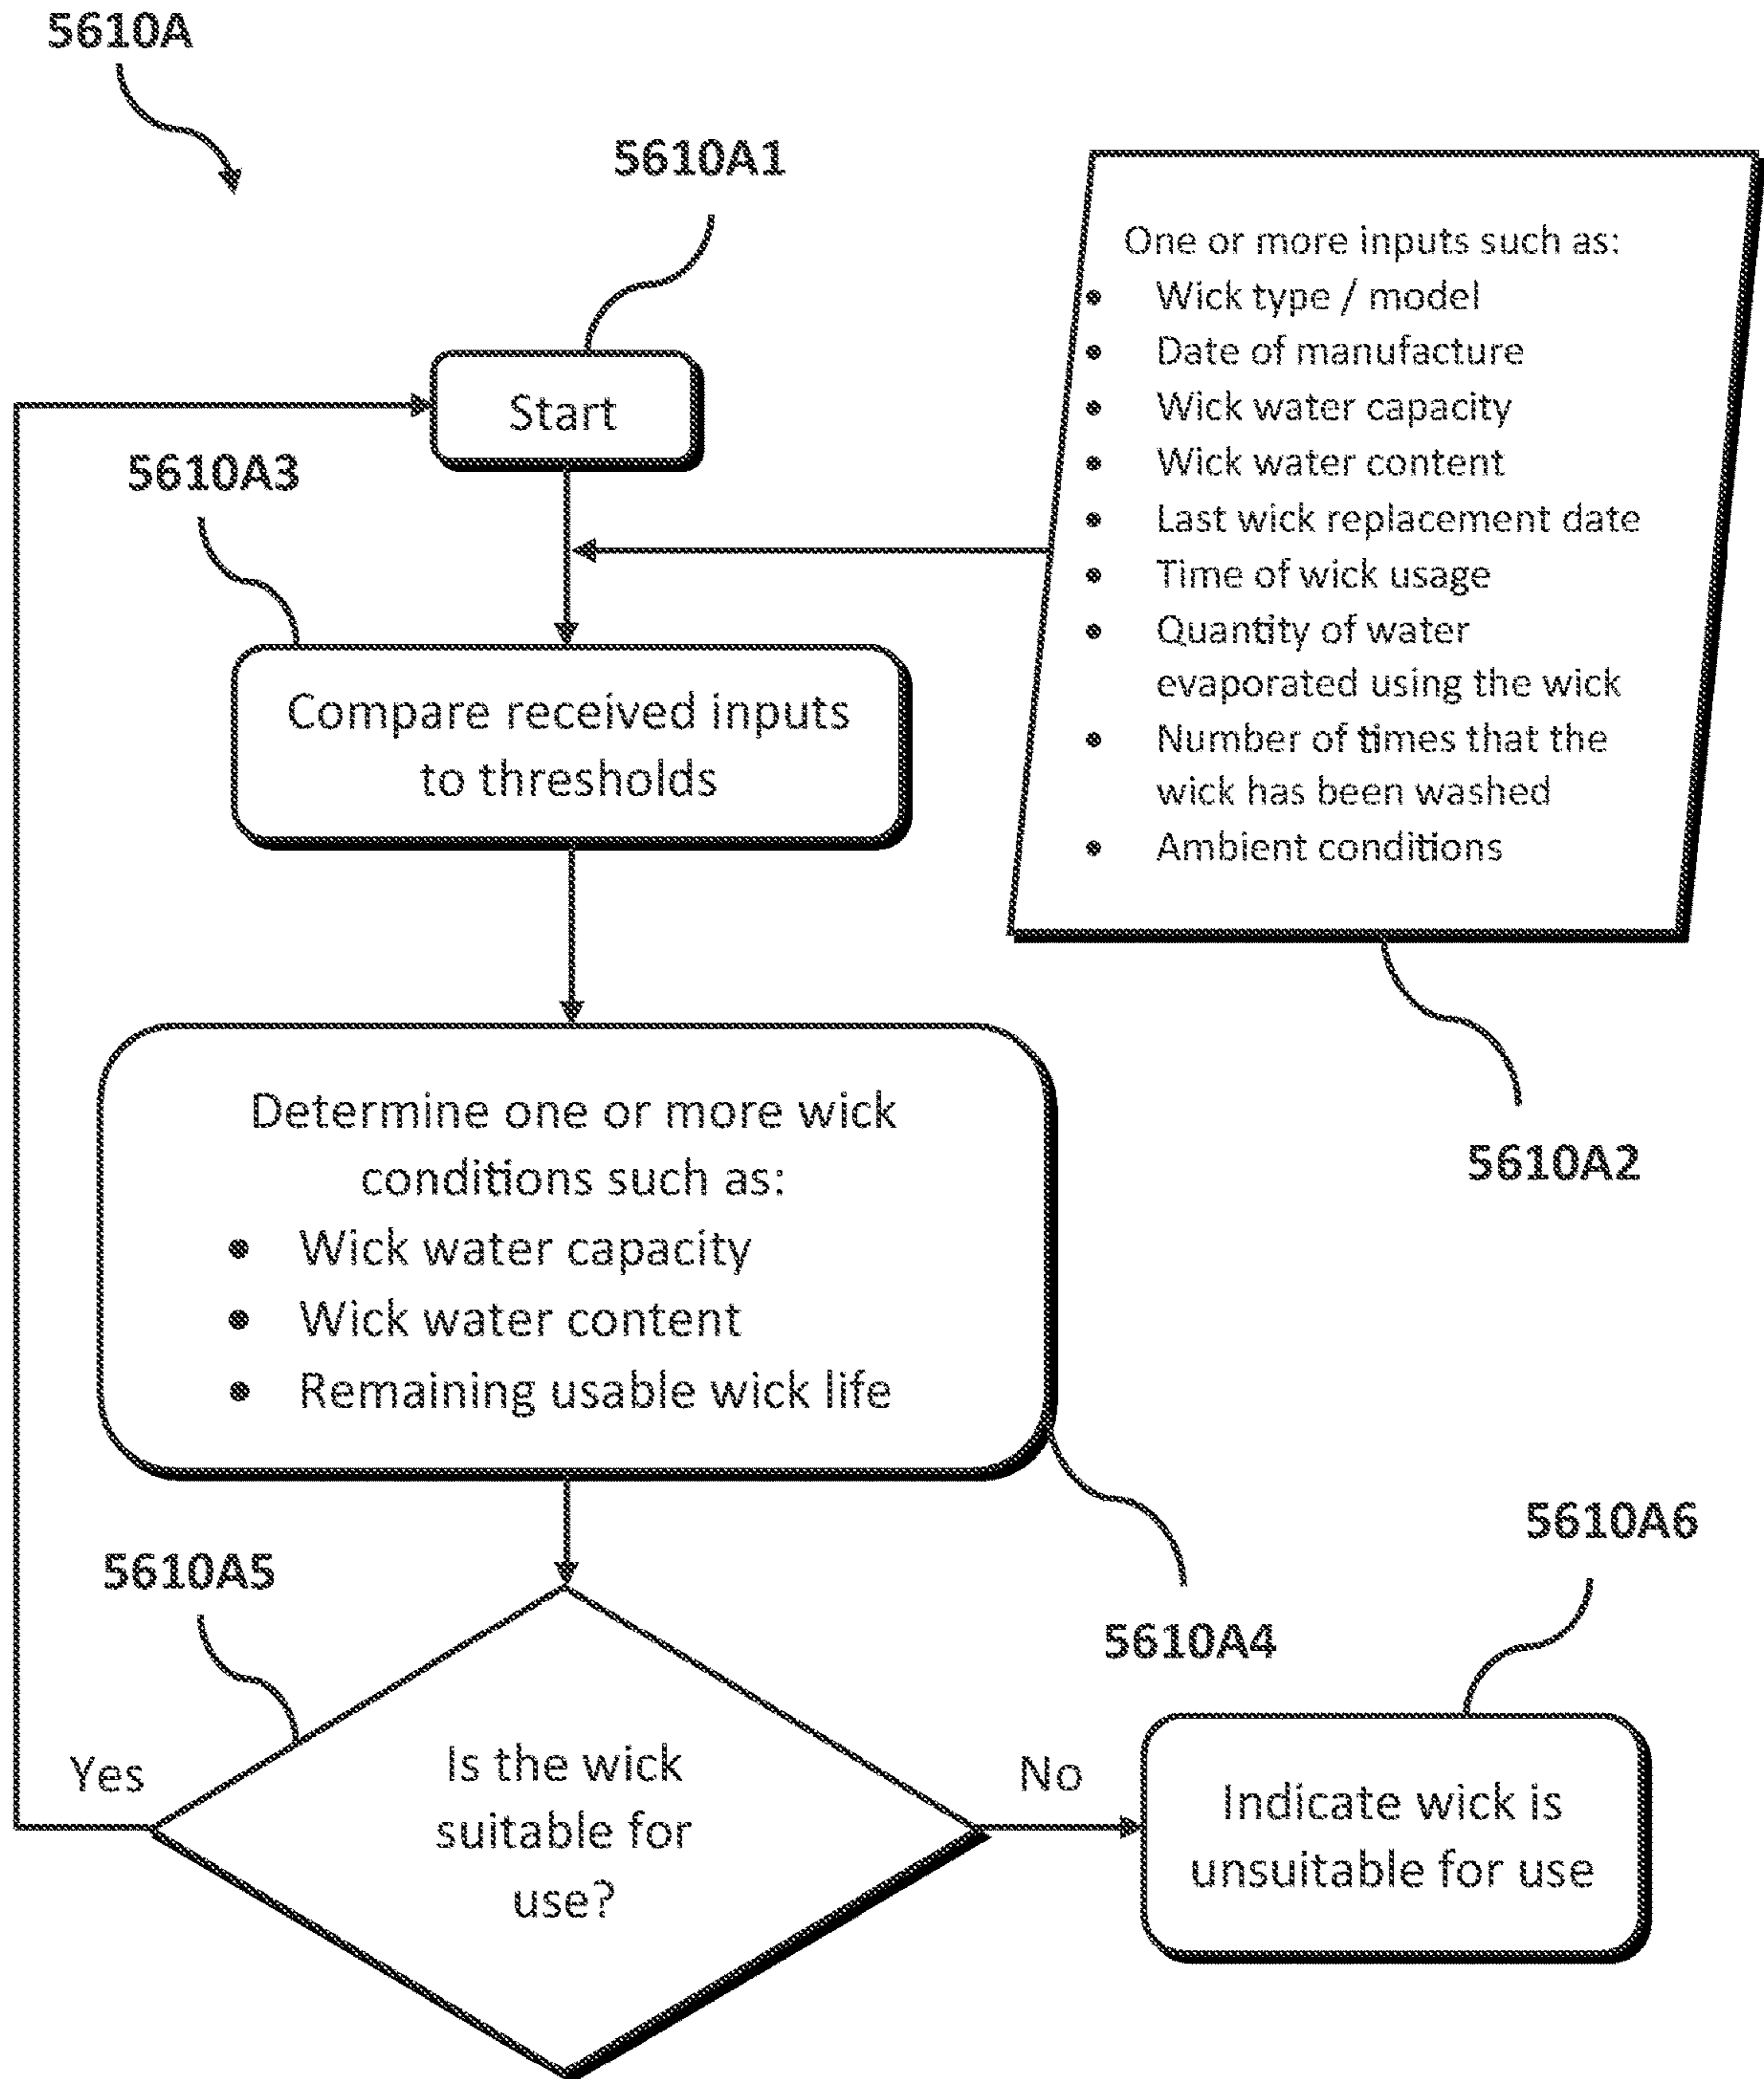 5610A
5610A1
One or more inputs such as:
• Wick type / model
• Date of manufacture
• Wick water capacity
• Wick water content
• Last wick replacement date
• Time of wick usage
• Quantity of water
evaporated using the wick
• Number of times that the
wick has been washed
• Ambient conditions
5610A2
Start
5610A3
Compare received inputs
to thresholds
Determine one or more wick
conditions such as:
• Wick water capacity
• Wick water content
• Remaining usable wick life
5610A4
5610A5
Is the wick
suitable for
use?
Yes
No
5610A6
Indicate wick is
unsuitable for use